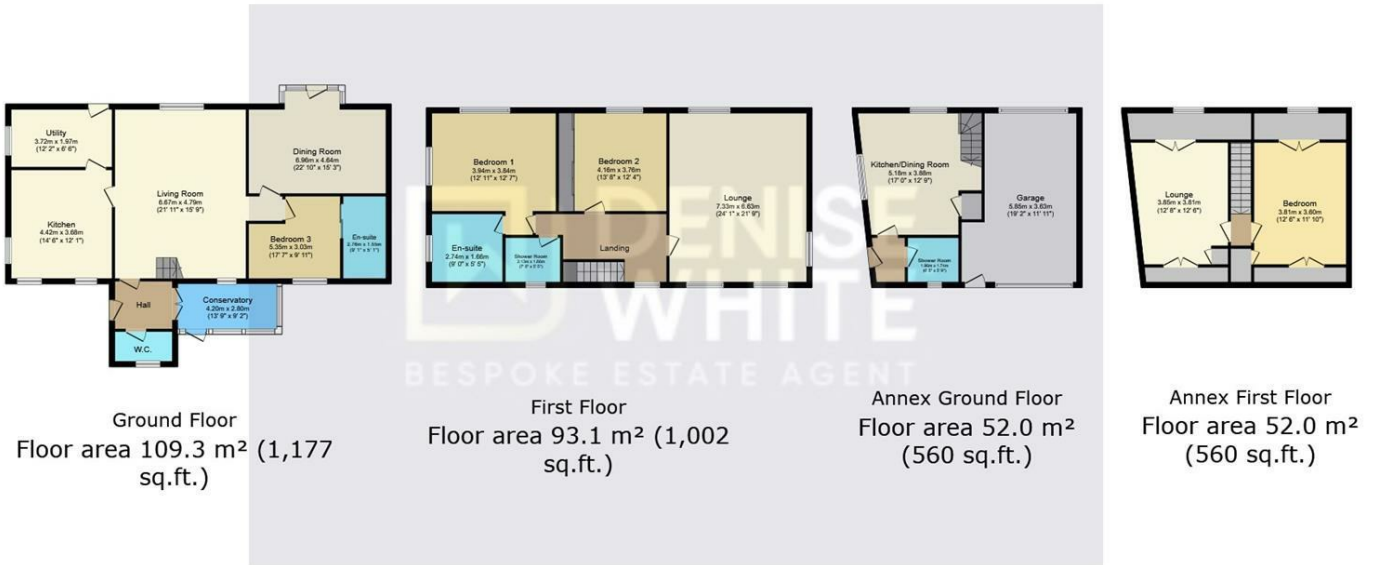 Utility
3.72m x 1.97m
(12' 2" x 6' 6")
Kitchen
4.42m x 3.68m
(14' 6" x 12' 1")
Living Room
6.67m x 4.79m
(21' 11" x 15' 9")
Dining Room
6.96m x 4.64m
(22' 10" x 15' 3")
Bedroom 3
5.35m x 3.03m
(17' 7" x 9' 11")
En-suite
Hall
Conservatory
4.20m x 2.80m
(13' 9" x 9' 2")
W.C.
Ground Floor
Floor area 109.3 m² (1,177
sq.ft.)
Bedroom 1
3.94m x 3.84m
(12' 11" x 12' 7")
Bedroom 2
4.16m x 3.76m
(13' 8" x 12' 4")
Lounge
7.33m x 6.63m
(24' 1" x 21' 9")
En-suite
2.74m x 1.66m
(9' 0" x 5' 5")
Shower Room
Landing
First Floor
Floor area 93.1 m² (1,002
sq.ft.)
Kitchen/Dining Room
5.18m x 3.88m
(17' 0" x 12' 9")
Garage
5.85m x 3.63m
(19' 2" x 11' 11")
Shower Room
Annex Ground Floor
Floor area 52.0 m²
(560 sq.ft.)
Lounge
3.85m x 3.81m
(12' 8" x 12' 6")
Bedroom
3.81m x 3.60m
(12' 6" x 11' 10")
Annex First Floor
Floor area 52.0 m²
(560 sq.ft.)
DENISE
WHITE
BESPOKE ESTATE AGENT